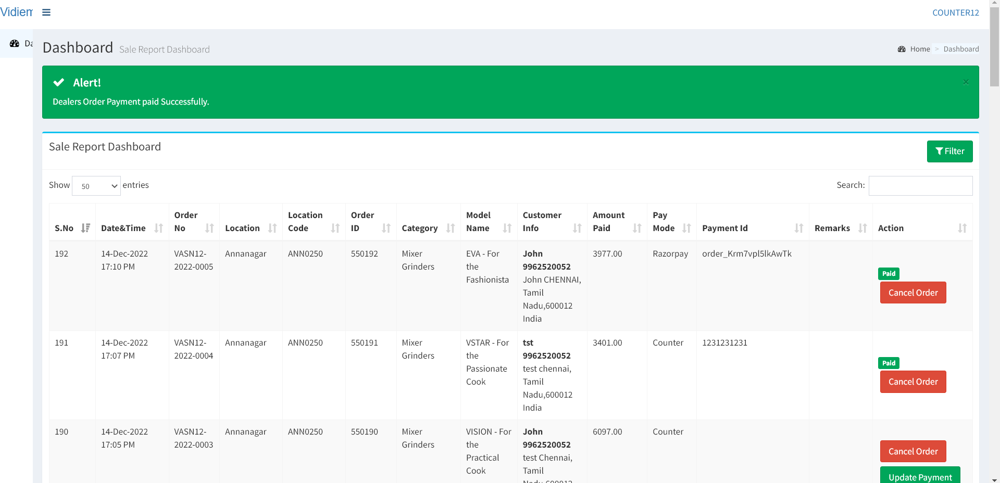 Vidiem
COUNTER12
Dashboard Sale Report Dashboard
Home > Dashboard
Alert!
×
Dealers Order Payment paid Successfully.
Sale Report Dashboard
Filter
Show 50 entries
Search:
S.No Date&Time Order No Location Location Code Order ID Category Model Name Customer Info Amount Paid Pay Mode Payment Id Remarks Action
192
14-Dec-2022
17:10 PM
VASN12-
2022-0005
Annanagar
ANN0250
550192
Mixer
Grinders
EVA - For
the
Fashionista
John
9962520052
John CHENNAI,
Tamil
Nadu,600012
India
3977.00
Razorpay
order_Krm7vpl5lkAwTk
Paid
Cancel Order
191
14-Dec-2022
17:07 PM
VASN12-
2022-0004
Annanagar
ANN0250
550191
Mixer
Grinders
VSTAR - For
the
Passionate
Cook
tst
9962520052
test chennai,
Tamil
Nadu,600012
India
3401.00
Counter
1231231231
Paid
Cancel Order
190
14-Dec-2022
17:05 PM
VASN12-
2022-0003
Annanagar
ANN0250
550190
Mixer
Grinders
VISION - For
the
Practical
Cook
John
9962520052
test Chennai,
Tamil
Nadu,600012
6097.00
Counter
Cancel Order
Update Payment